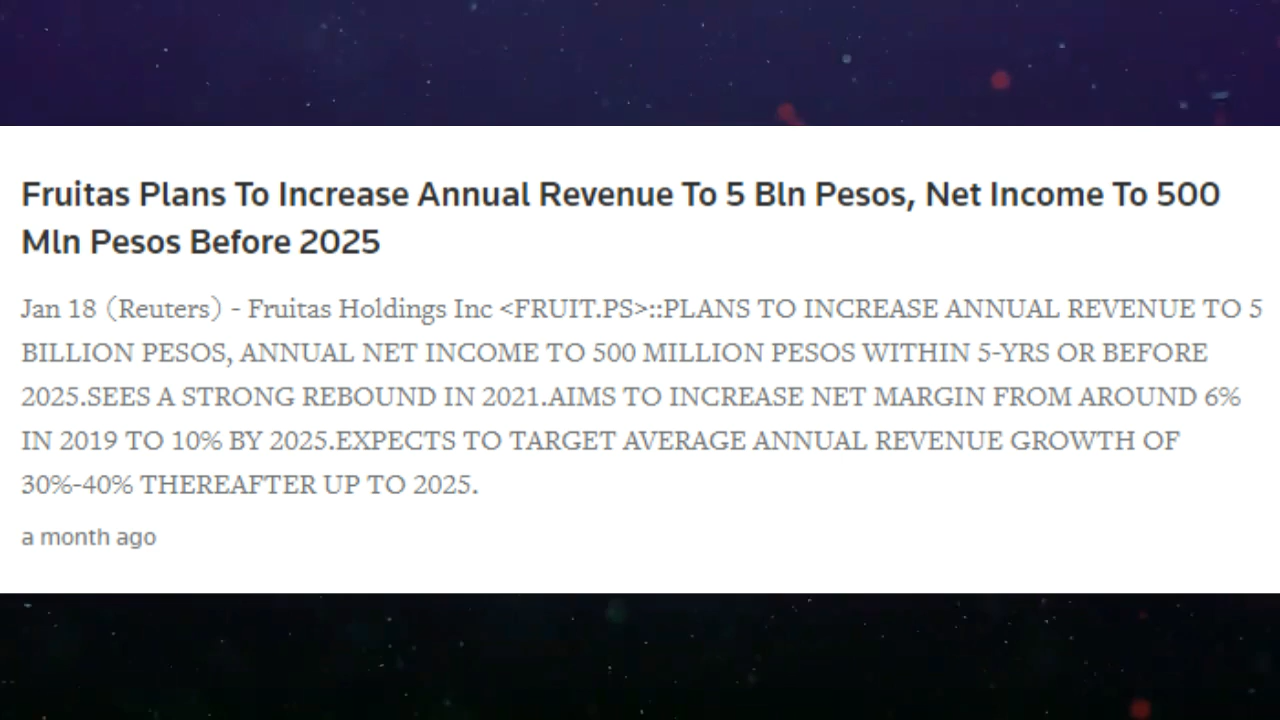 Fruitas Plans To Increase Annual Revenue To 5 Bln Pesos, Net Income To 500
Mln Pesos Before 2025
Jan 18 (Reuters) - Fruitas Holdings Inc <FRUIT.PS>::PLANS TO INCREASE ANNUAL REVENUE TO 5
BILLION PESOS, ANNUAL NET INCOME TO 500 MILLION PESOS WITHIN 5-YRS OR BEFORE
2025.SEES A STRONG REBOUND IN 2021.AIMS TO INCREASE NET MARGIN FROM AROUND 6%
IN 2019 TO 10% BY 2025.EXPECTS TO TARGET AVERAGE ANNUAL REVENUE GROWTH OF
30%-40% THEREAFTER UP TO 2025.
a month ago